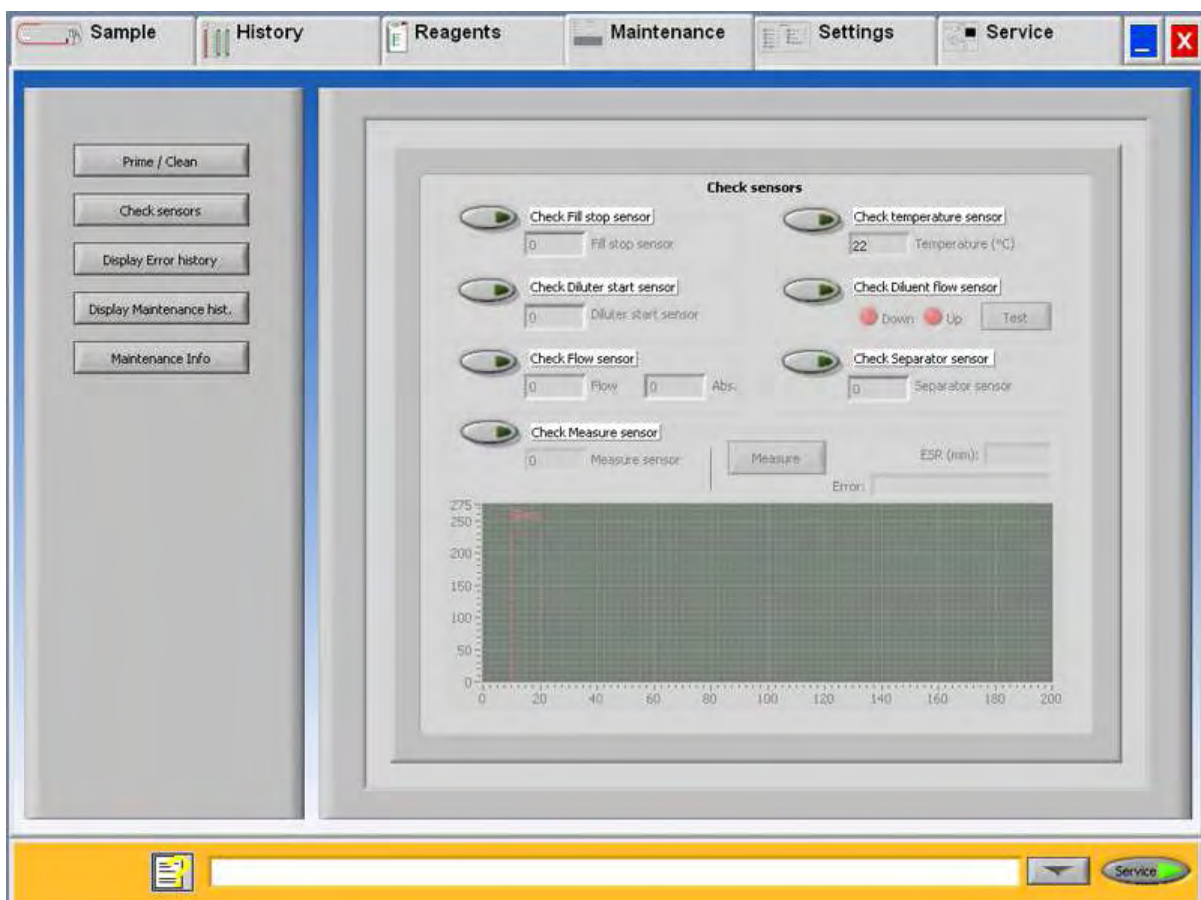 Sample History Reagents Maintenance Settings Service _ X
Prime / Clean
Check sensors
Display Error history
Display Maintenance hist.
Maintenance Info
Check sensors
Check Fill stop sensor
0 Fill stop sensor
Check temperature sensor
22 Temperature (°C)
Check Diluter start sensor
0 Diluter start sensor
Check Diluent flow sensor
Down Up Test
Check Flow sensor
0 Flow 0 Abs.
Check Separator sensor
0 Separator sensor
Check Measure sensor
0 Measure sensor
Measure
ESR (mm):
Error:
275
250
200
150
100
50
0
0 20 40 60 80 100 120 140 160 180 200
Service